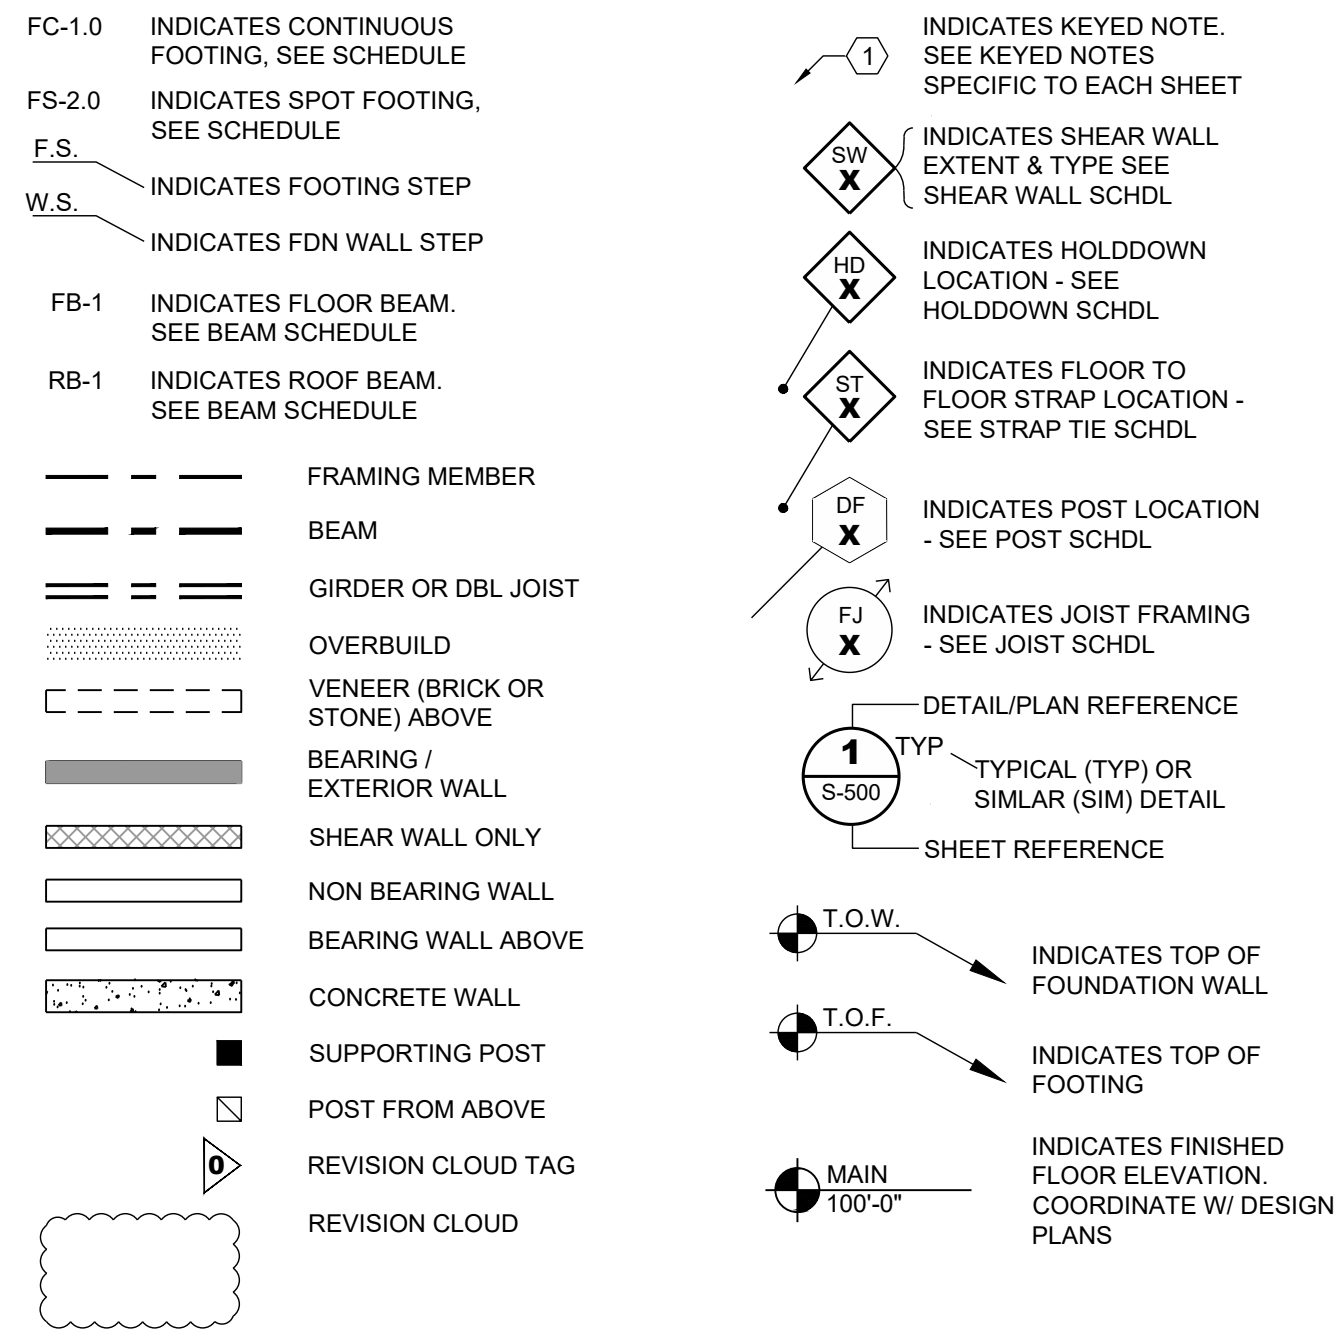 FC-1.0 INDICATES CONTINUOUS
FOOTING, SEE SCHEDULE
FS-2.0 INDICATES SPOT FOOTING,
SEE SCHEDULE
F.S.
INDICATES FOOTING STEP
W.S.
INDICATES FDN WALL STEP
FB-1 INDICATES FLOOR BEAM.
SEE BEAM SCHEDULE
RB-1 INDICATES ROOF BEAM.
SEE BEAM SCHEDULE
FRAMING MEMBER
BEAM
GIRDER OR DBL JOIST
OVERBUILD
VENEER (BRICK OR
STONE) ABOVE
BEARING /
EXTERIOR WALL
SHEAR WALL ONLY
NON BEARING WALL
BEARING WALL ABOVE
CONCRETE WALL
SUPPORTING POST
POST FROM ABOVE
0 REVISION CLOUD TAG
REVISION CLOUD
INDICATES KEYED NOTE.
1 SEE KEYED NOTES
SPECIFIC TO EACH SHEET
INDICATES SHEAR WALL
SW EXTENT & TYPE SEE
X SHEAR WALL SCHDL
INDICATES HOLDDOWN
HD LOCATION - SEE
X HOLDDOWN SCHDL
INDICATES FLOOR TO
ST FLOOR STRAP LOCATION -
X SEE STRAP TIE SCHDL
DF INDICATES POST LOCATION
X - SEE POST SCHDL
FJ INDICATES JOIST FRAMING
X - SEE JOIST SCHDL
DETAIL/PLAN REFERENCE
1 TYP
TYPICAL (TYP) OR
S-500 SIMLAR (SIM) DETAIL
SHEET REFERENCE
T.O.W.
INDICATES TOP OF
FOUNDATION WALL
T.O.F.
INDICATES TOP OF
FOOTING
INDICATES FINISHED
MAIN FLOOR ELEVATION.
100'-0" COORDINATE W/ DESIGN
PLANS